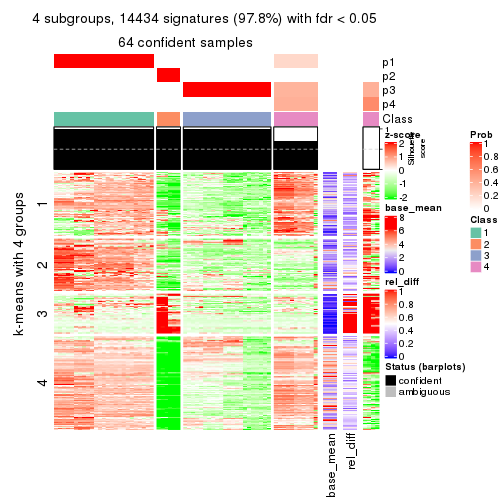 4 subgroups, 14434 signatures (97.8%) with fdr < 0.05
64 confident samples
p1
p2
p3
p4
Class
1
Silhouette score
k-means with 4 groups
1
2
3
4
base_mean
rel_diff
z-score
2
1
0
-1
-2
base_mean
8
6
4
2
0
rel_diff
1
0.8
0.6
0.4
0.2
0
Status (barplots)
confident
ambiguous
Prob
1
0.8
0.6
0.4
0.2
0
Class
1
2
3
4